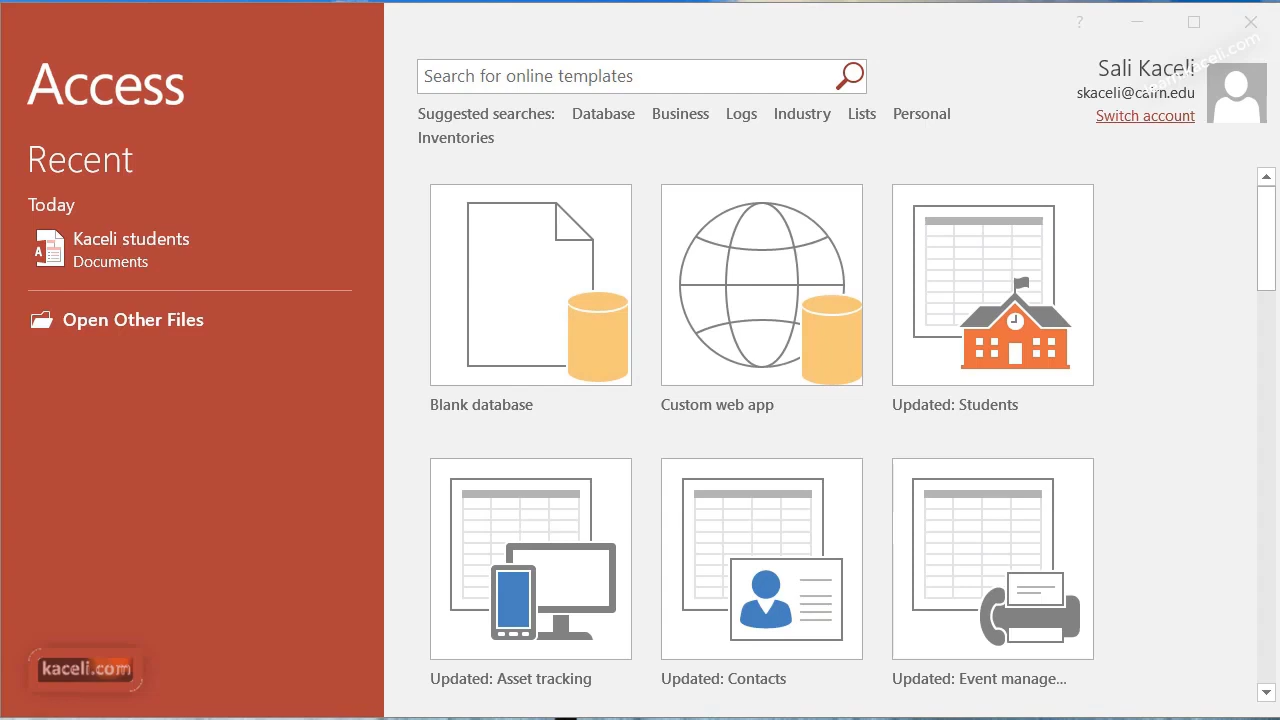 Access
Recent
Today
Kaceli students
Documents
Open Other Files
kaceli.com
?
Search for online templates
Suggested searches: Database Business Logs Industry Lists Personal
Inventories
Sali Kaceli
skaceli@cairn.edu
Switch account
Blank database
Custom web app
Updated: Students
Updated: Asset tracking
Updated: Contacts
Updated: Event manage...
A